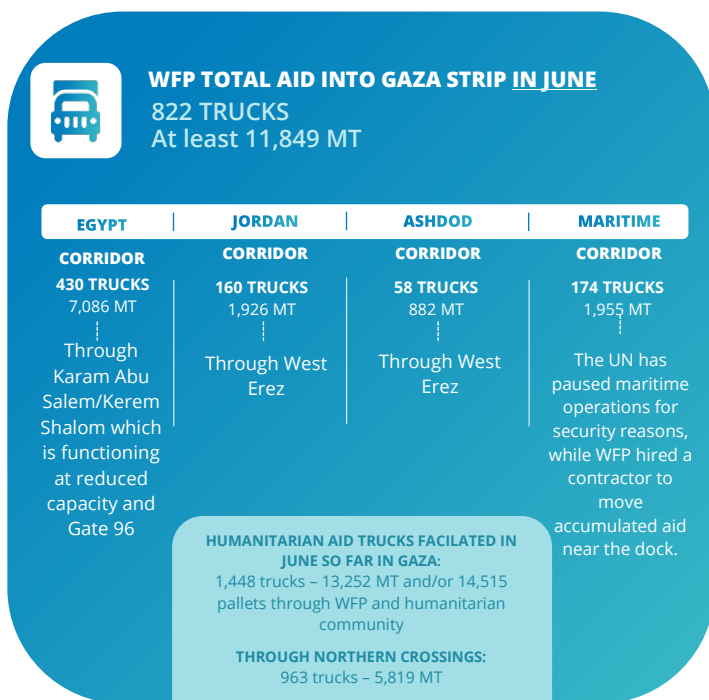 WFP TOTAL AID INTO GAZA STRIP IN JUNE
822 TRUCKS
At least 11,849 MT
EGYPT
CORRIDOR
430 TRUCKS
7,086 MT
Through
Karam Abu
Salem/Kerem
Shalom which
is functioning
at reduced
capacity and
Gate 96
JORDAN
CORRIDOR
160 TRUCKS
1,926 MT
Through West
Erez
ASHDOD
CORRIDOR
58 TRUCKS
882 MT
Through West
Erez
MARITIME
CORRIDOR
174 TRUCKS
1,955 MT
The UN has
paused maritime
operations for
security reasons,
while WFP hired a
contractor to
move
accumulated aid
near the dock.
HUMANITARIAN AID TRUCKS FACILATED IN
JUNE SO FAR IN GAZA:
1,448 trucks – 13,252 MT and/or 14,515
pallets through WFP and humanitarian
community
THROUGH NORTHERN CROSSINGS:
963 trucks – 5,819 MT